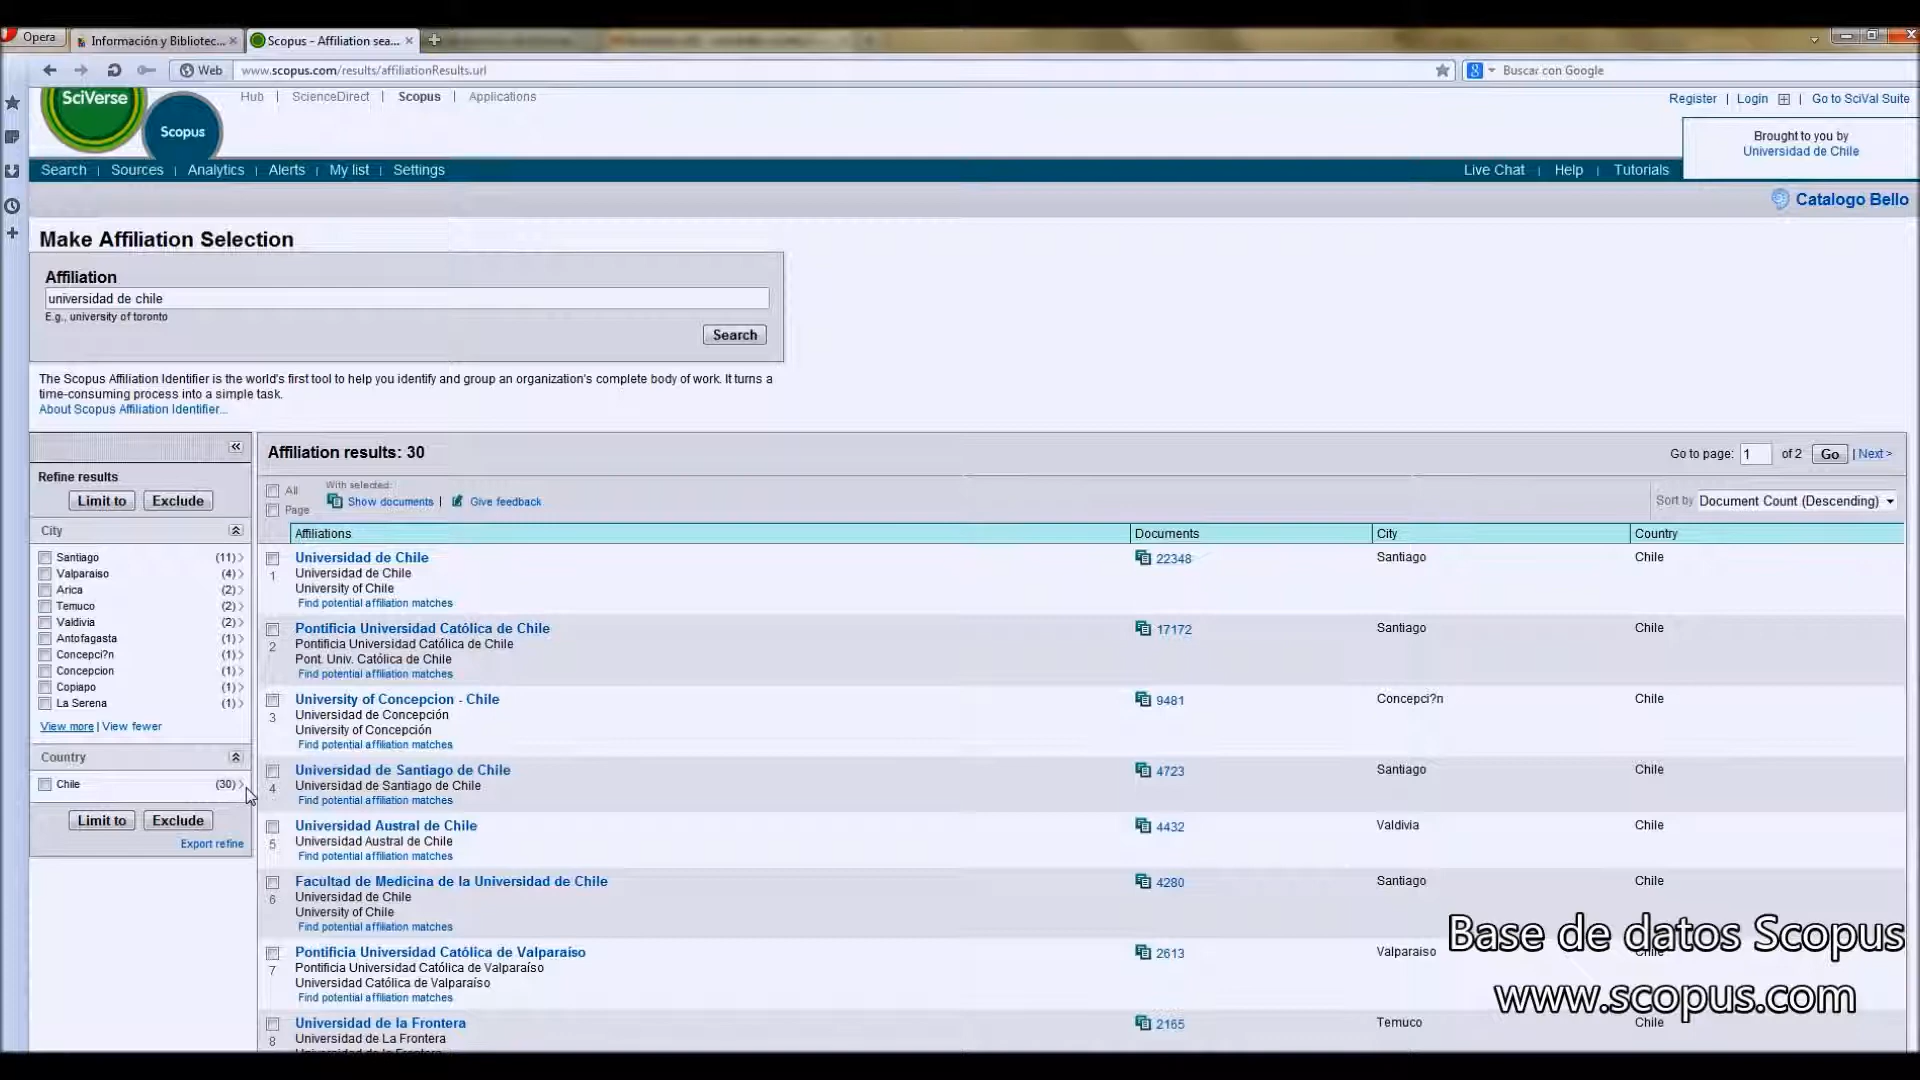 Opera
Información y Bibliotec...
Scopus - Affiliation sea...
Web
www.scopus.com/results/affiliationResults.url
Buscar con Google
SciVerse
Scopus
Hub | ScienceDirect | Scopus | Applications
Register | Login | Go to SciVal Suite
Brought to you by
Universidad de Chile
Search | Sources | Analytics | Alerts | My list | Settings
Live Chat | Help | Tutorials
Catalogo Bello
Make Affiliation Selection
Affiliation
universidad de chile
E.g., university of toronto
Search
The Scopus Affiliation Identifier is the world's first tool to help you identify and group an organization's complete body of work. It turns a
time-consuming process into a simple task.
About Scopus Affiliation Identifier...
Refine results
Limit to Exclude
City
Santiago (11)
Valparaiso (4)
Arica (2)
Temuco (2)
Valdivia (2)
Antofagasta (1)
Concepci?n (1)
Concepcion (1)
Copiapo (1)
La Serena (1)
View more | View fewer
Country
Chile (30)
Limit to Exclude
Export refine
Affiliation results: 30
Go to page: 1 of 2 Go | Next >
All
Page
With selected:
Show documents | Give feedback
Sort by Document Count (Descending)
Affiliations Documents City Country
1 Universidad de Chile 22348 Santiago Chile
Universidad de Chile
University of Chile
Find potential affiliation matches
2 Pontificia Universidad Católica de Chile 17172 Santiago Chile
Pontificia Universidad Católica de Chile
Pont. Univ. Católica de Chile
Find potential affiliation matches
3 University of Concepcion - Chile 9481 Concepci?n Chile
Universidad de Concepción
University of Concepción
Find potential affiliation matches
4 Universidad de Santiago de Chile 4723 Santiago Chile
Universidad de Santiago de Chile
Find potential affiliation matches
5 Universidad Austral de Chile 4432 Valdivia Chile
Universidad Austral de Chile
Find potential affiliation matches
6 Facultad de Medicina de la Universidad de Chile 4280 Santiago Chile
Universidad de Chile
University of Chile
Find potential affiliation matches
7 Pontificia Universidad Católica de Valparaíso 2613 Valparaiso Chile
Pontificia Universidad Católica de Valparaíso
Universidad Católica de Valparaíso
Find potential affiliation matches
8 Universidad de la Frontera 2165 Temuco Chile
Universidad de La Frontera
Base de datos Scopus
www.scopus.com